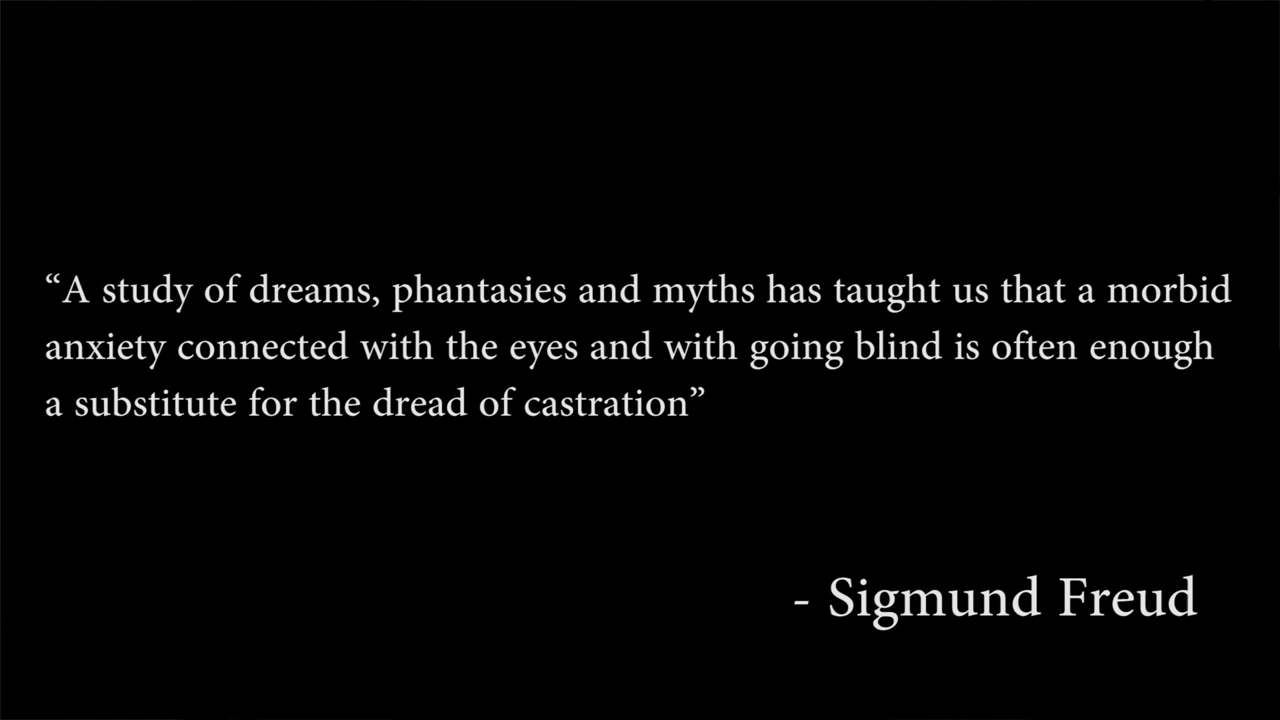 “A study of dreams, phantasies and myths has taught us that a morbid
anxiety connected with the eyes and with going blind is often enough
a substitute for the dread of castration”
- Sigmund Freud